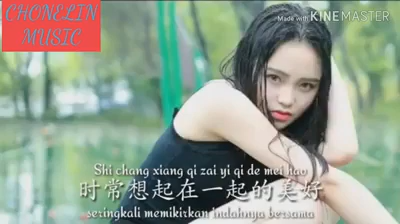 CHONELIN
MUSIC
Made with KINEMASTER
Shi chang xiang qi zai yi qi de mei hao
时常想起在一起的美好
seringkali memikirkan indahnya bersama